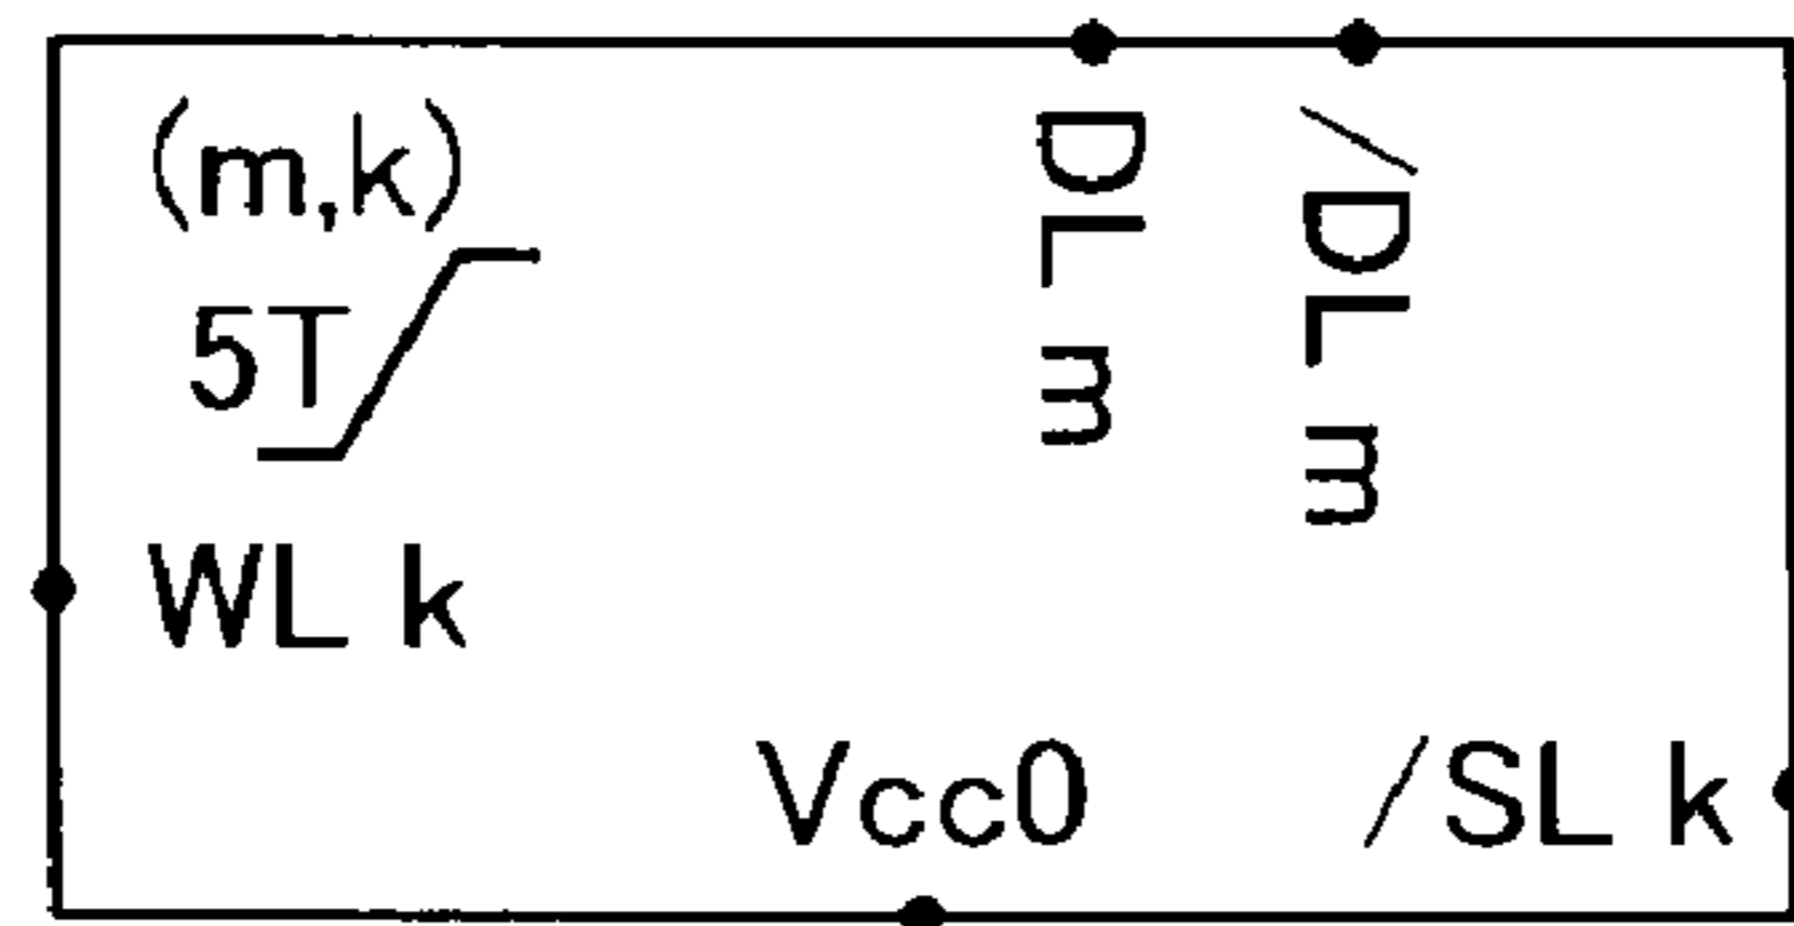 (m,k)
5T
DL m
/DL m
WL k
Vcc0
/SL k